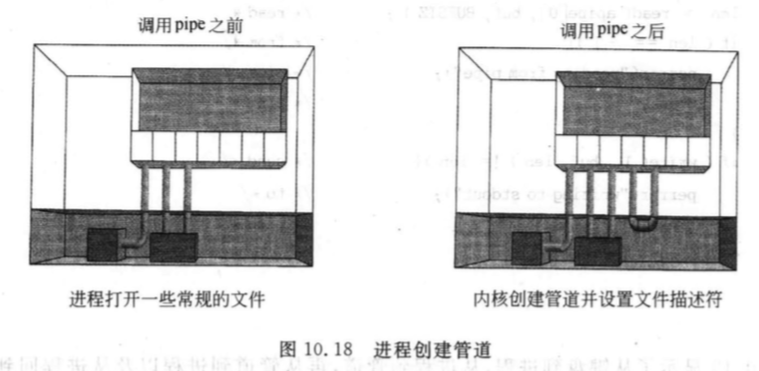 调用pipe之前
调用pipe之后
进程打开一些常规的文件
内核创建管道并设置文件描述符
图 10.18 进程创建管道